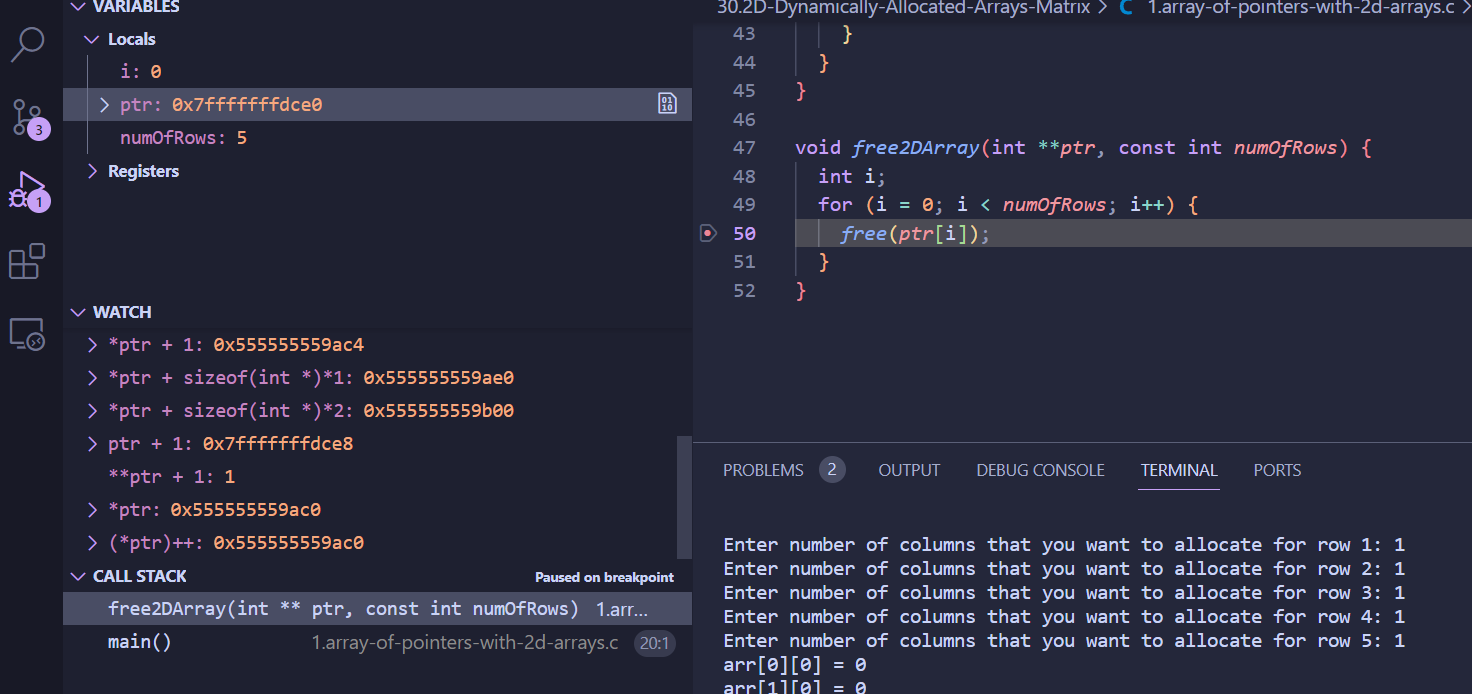 VARIABLES
Locals
i: 0
ptr: 0x7fffffffdce0
numOfRows: 5
Registers
3
1
WATCH
*ptr + 1: 0x555555559ac4
*ptr + sizeof(int *)*1: 0x555555559ae0
*ptr + sizeof(int *)*2: 0x555555559b00
ptr + 1: 0x7fffffffdce8
**ptr + 1: 1
*ptr: 0x555555559ac0
(*ptr)++: 0x555555559ac0
CALL STACK Paused on breakpoint
free2DArray(int ** ptr, const int numOfRows) 1.arr...
main() 1.array-of-pointers-with-2d-arrays.c 20:1
30.2D-Dynamically-Allocated-Arrays-Matrix > C 1.array-of-pointers-with-2d-arrays.c >
43 }
44 }
45 }
46
47 void free2DArray(int **ptr, const int numOfRows) {
48 int i;
49 for (i = 0; i < numOfRows; i++) {
50 free(ptr[i]);
51 }
52 }
PROBLEMS 2 OUTPUT DEBUG CONSOLE TERMINAL PORTS
Enter number of columns that you want to allocate for row 1: 1
Enter number of columns that you want to allocate for row 2: 1
Enter number of columns that you want to allocate for row 3: 1
Enter number of columns that you want to allocate for row 4: 1
Enter number of columns that you want to allocate for row 5: 1
arr[0][0] = 0
arr[1][0] = 0